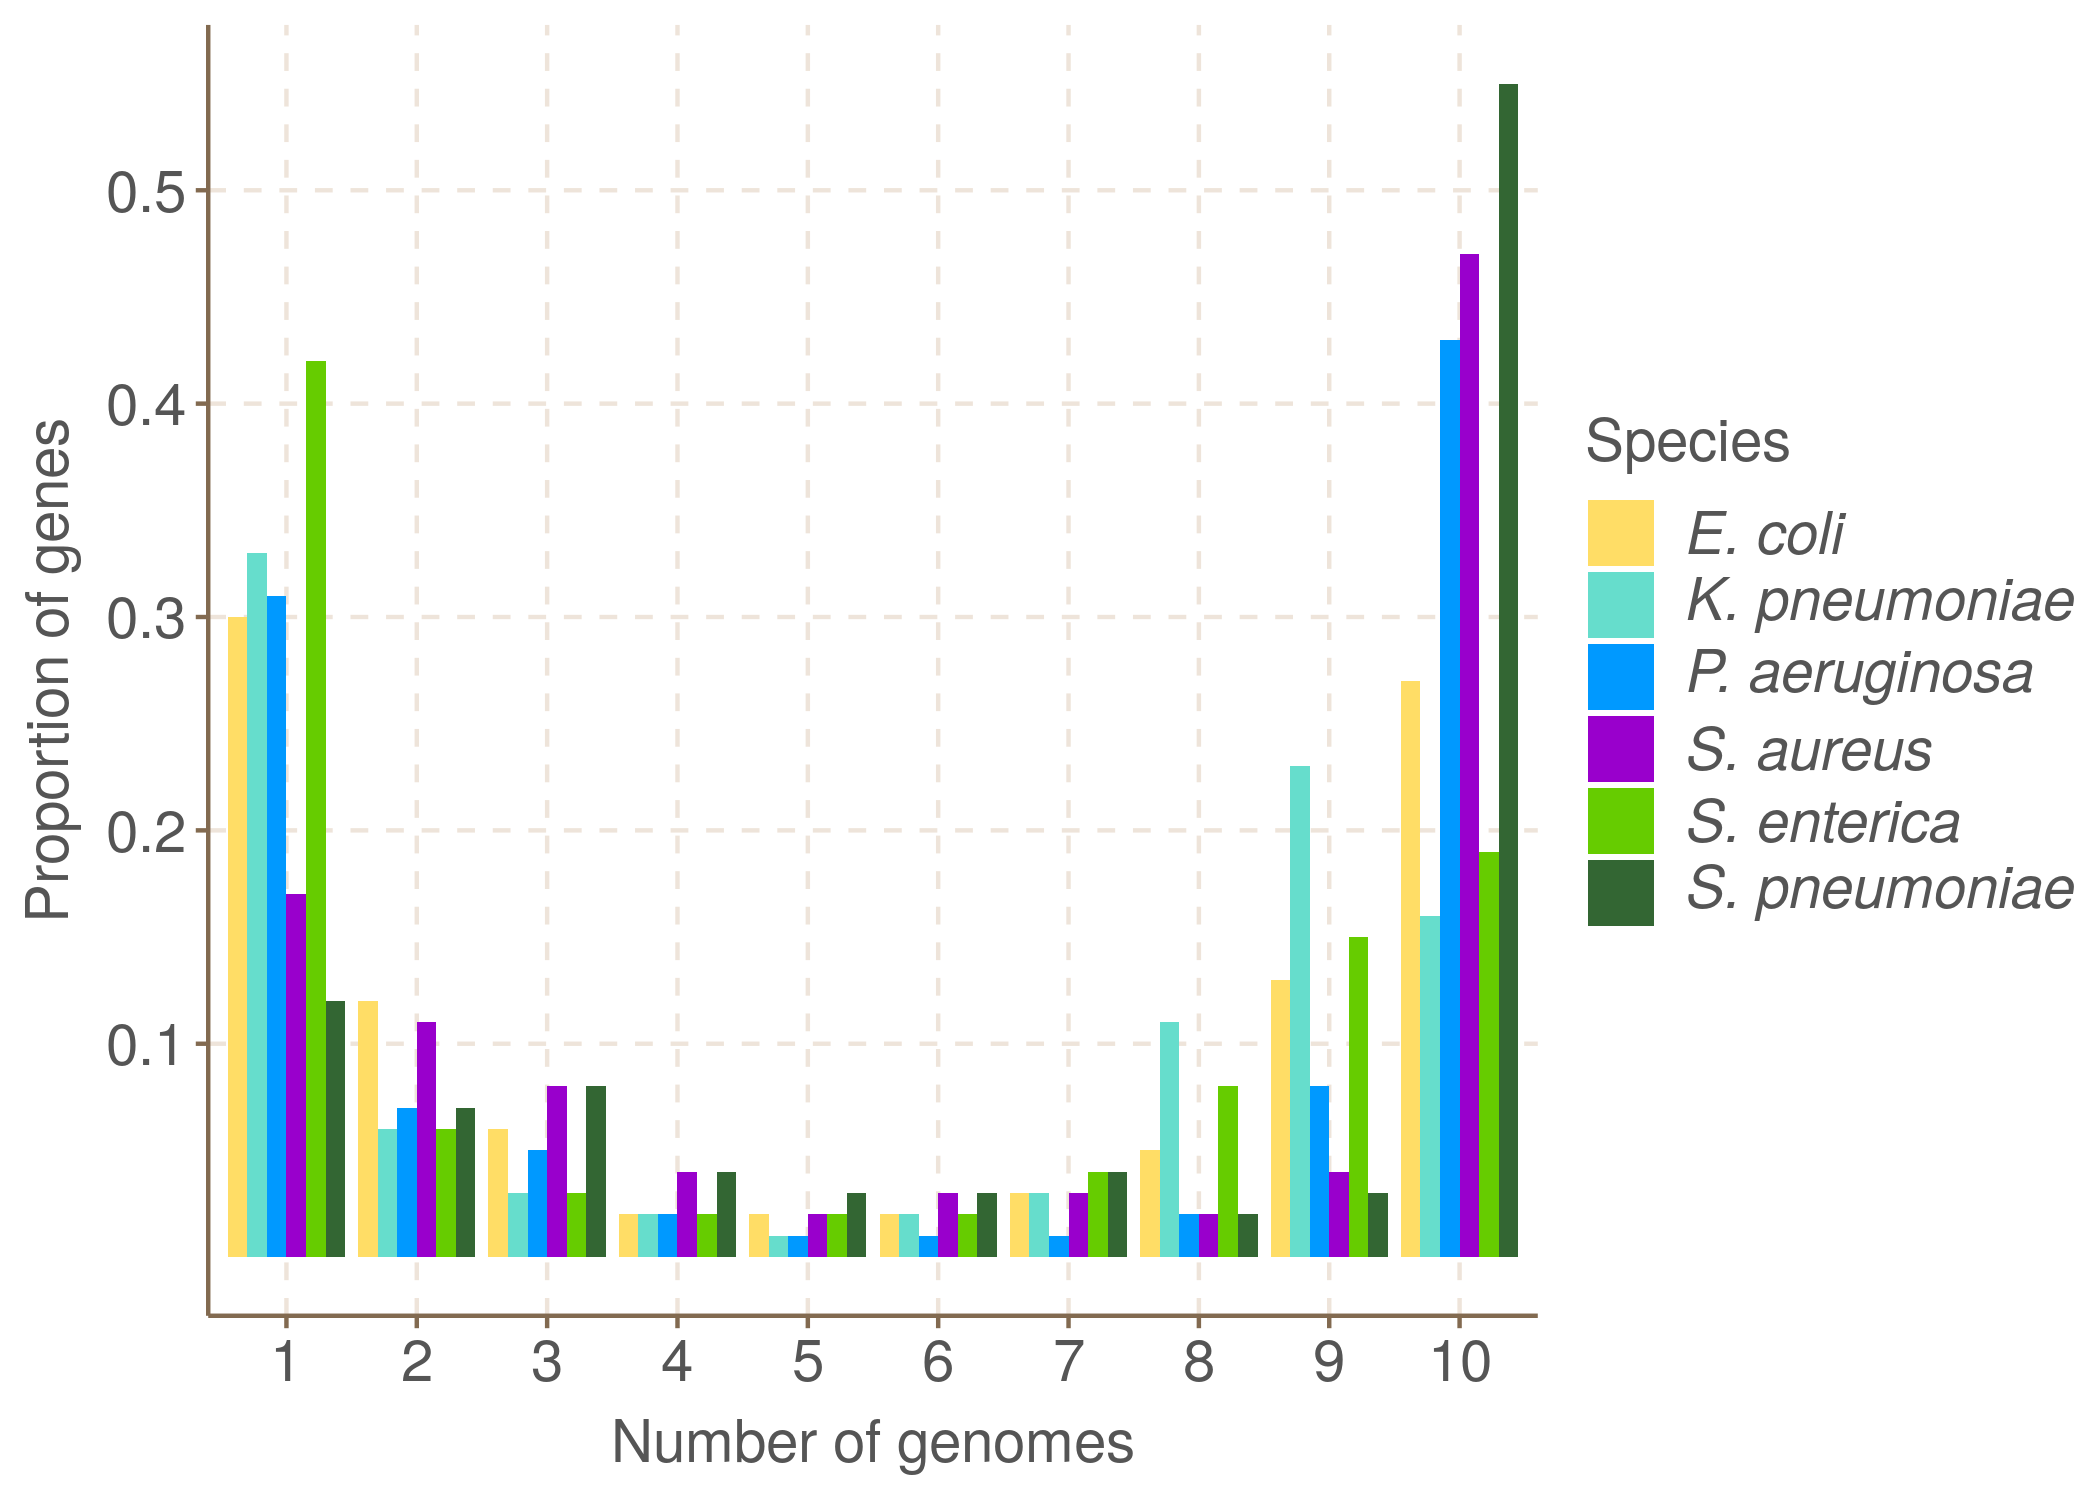 Proportion of genes
0.5
0.4
0.3
0.2
0.1
1 2 3 4 5 6 7 8 9 10
Number of genomes
Species
E. coli
K. pneumoniae
P. aeruginosa
S. aureus
S. enterica
S. pneumoniae